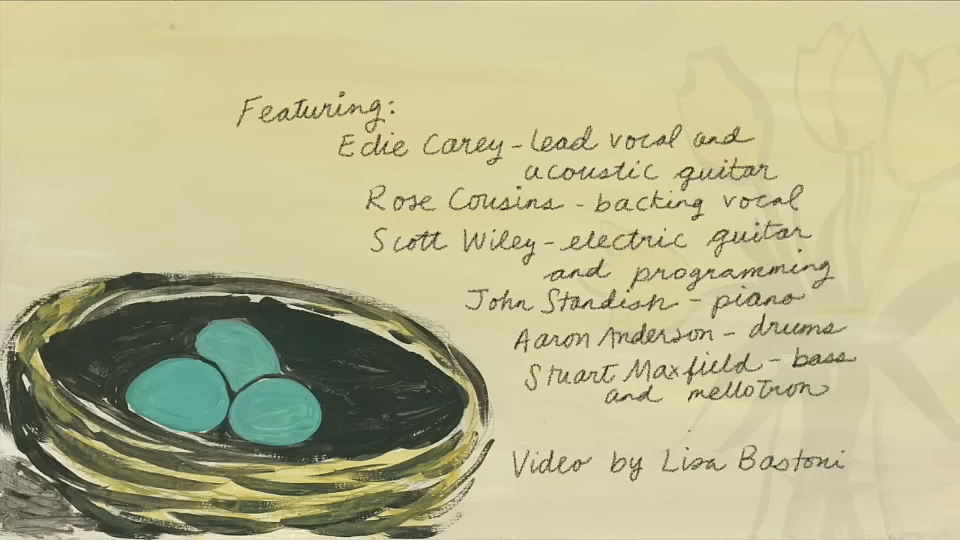 Featuring:
Edie Carey - lead vocal and
acoustic guitar
Rose Cousins - backing vocal
Scott Wiley - electric guitar
and programming
John Standish - piano
Aaron Anderson - drums
Stuart Maxfield - bass
and mellotron
Video by Lisa Bastoni